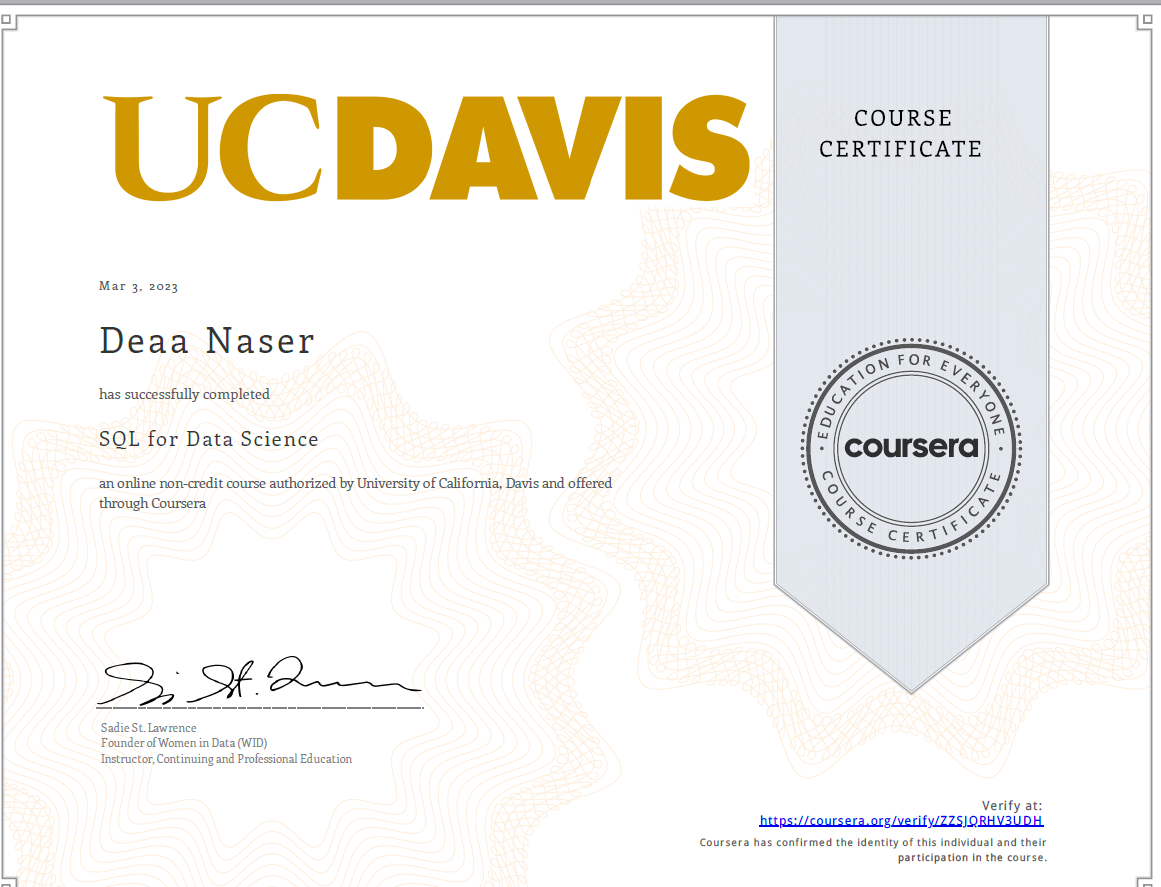 UCDAVIS
COURSE
CERTIFICATE
Mar 3, 2023
Deaa Naser
has successfully completed
SQL for Data Science
an online non-credit course authorized by University of California, Davis and offered
through Coursera
EDUCATION FOR EVERYONE
coursera
COURSE CERTIFICATE
Sadie St. Lawrence
Founder of Women in Data (WID)
Instructor, Continuing and Professional Education
Verify at:
https://coursera.org/verify/ZZSJQRHV3UDH
Coursera has confirmed the identity of this individual and their
participation in the course.